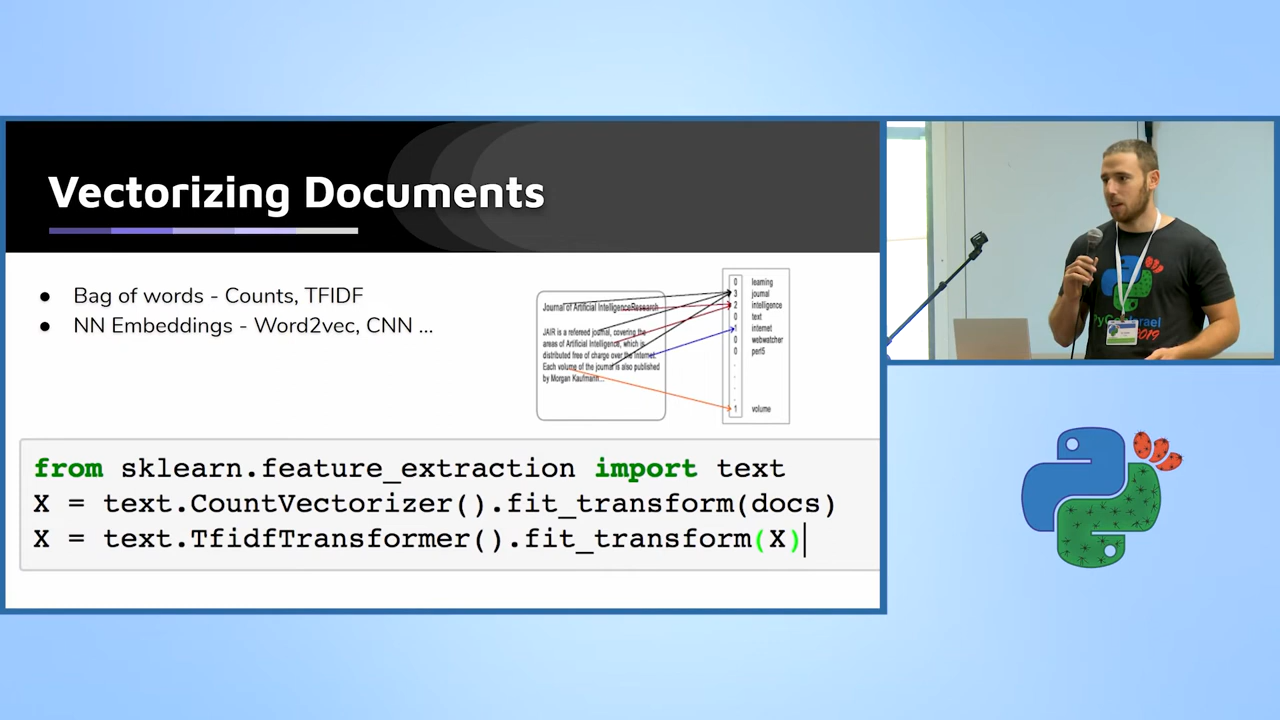 Vectorizing Documents
● Bag of words - Counts, TFIDF
● NN Embeddings - Word2vec, CNN ...
Journal of Artificial Intelligence Research
JAIR is a refereed journal, covering the
areas of Artificial Intelligence, which is
distributed free of charge over the Internet.
Each volume of the journal is also published
by Morgan Kaufmann...
0 learning
3 journal
2 intelligence
0 text
1 internet
0 webwatcher
0 perl5
1 volume
from sklearn.feature_extraction import text
X = text.CountVectorizer().fit_transform(docs)
X = text.TfidfTransformer().fit_transform(X)
2019